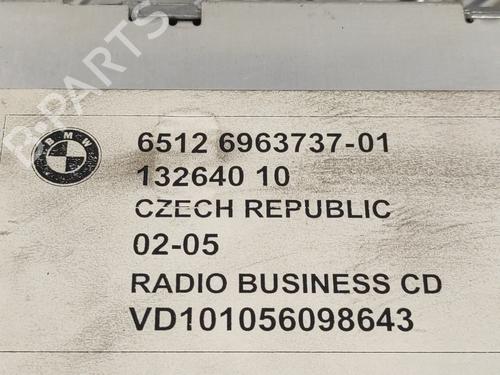 BMW
6512 6963737-01
132640 10
CZECH REPUBLIC
02-05
RADIO BUSINESS CD
VD101056098643
B-PARTS